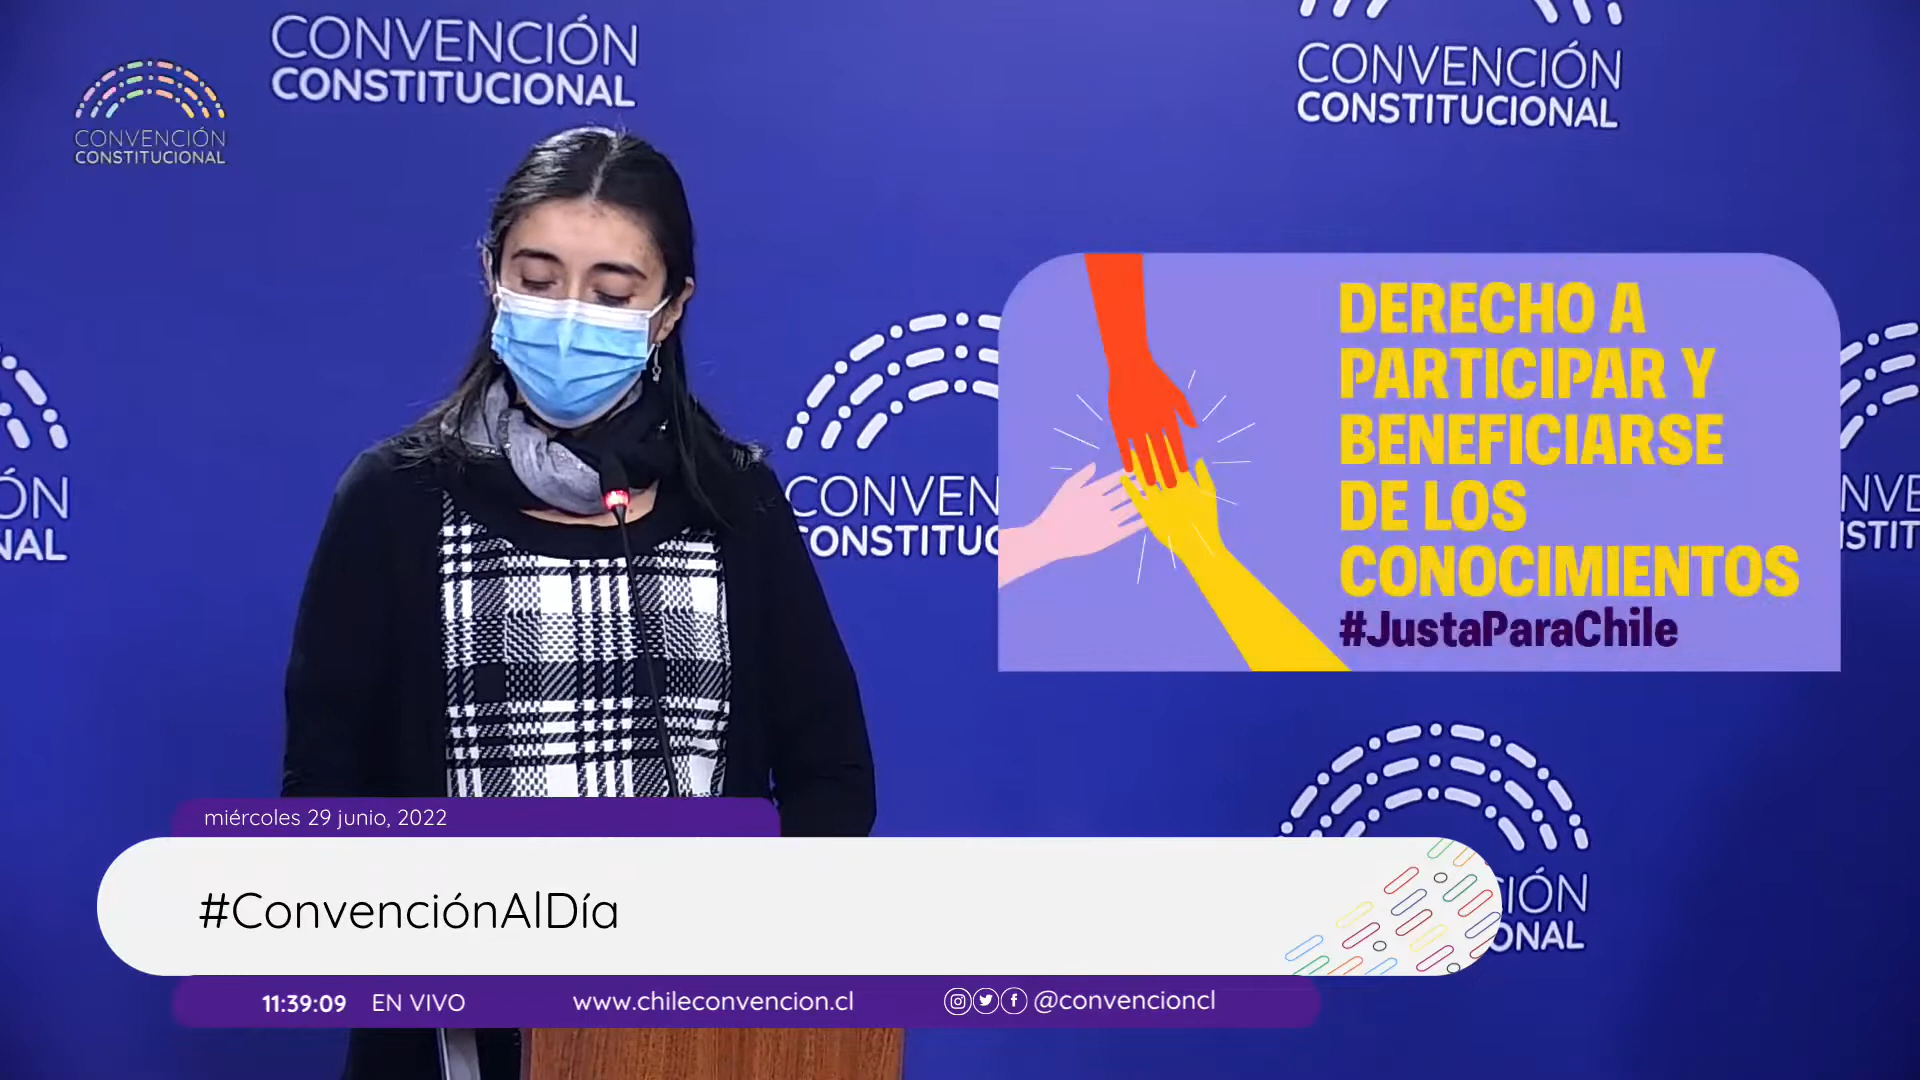 CONVENCIÓN
CONSTITUCIONAL
CONVENCIÓN
CONSTITUCIONAL
CONVENCIÓN
CONSTITUCIONAL
DERECHO A
PARTICIPAR Y
BENEFICIARSE
DE LOS
CONOCIMIENTOS
#JustaParaChile
miércoles 29 junio, 2022
#ConvenciónAlDía
11:39:09 EN VIVO www.chileconvencion.cl @convencioncl